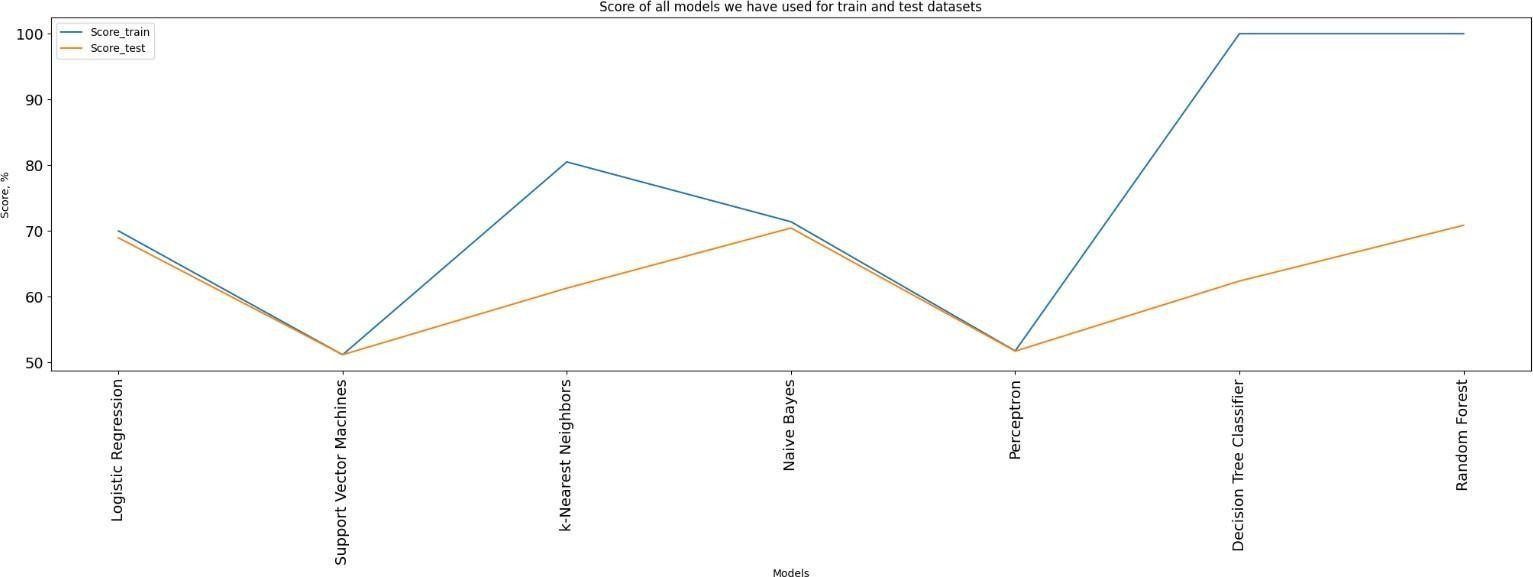 Score of all models we have used for train and test datasets
Score_train
Score_test
100
90
80
70
60
50
Score, %
Logistic Regression
Support Vector Machines
k-Nearest Neighbors
Naive Bayes
Perceptron
Decision Tree Classifier
Random Forest
Models